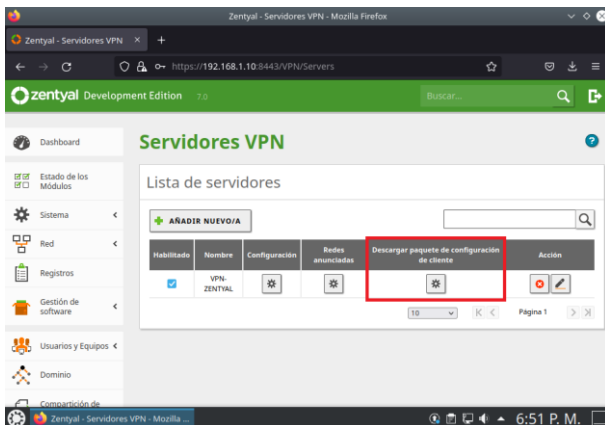 Zentyal - Servidores VPN - Mozilla Firefox
Zentyal - Servidores VPN
https://192.168.1.10:8443/VPN/Servers
zentyal Development Edition 7.0
Buscar...
Dashboard
Estado de los
Módulos
Sistema
Red
Registros
Gestión de
software
Usuarios y Equipos
Dominio
Compartición de
Servidores VPN
Lista de servidores
AÑADIR NUEVO/A
Habilitado
Nombre
Configuración
Redes
anunciadas
Descargar paquete de configuración
de cliente
Acción
VPN-
ZENTYAL
10
Página 1
Zentyal - Servidores VPN - Mozilla ...
6:51 P. M.